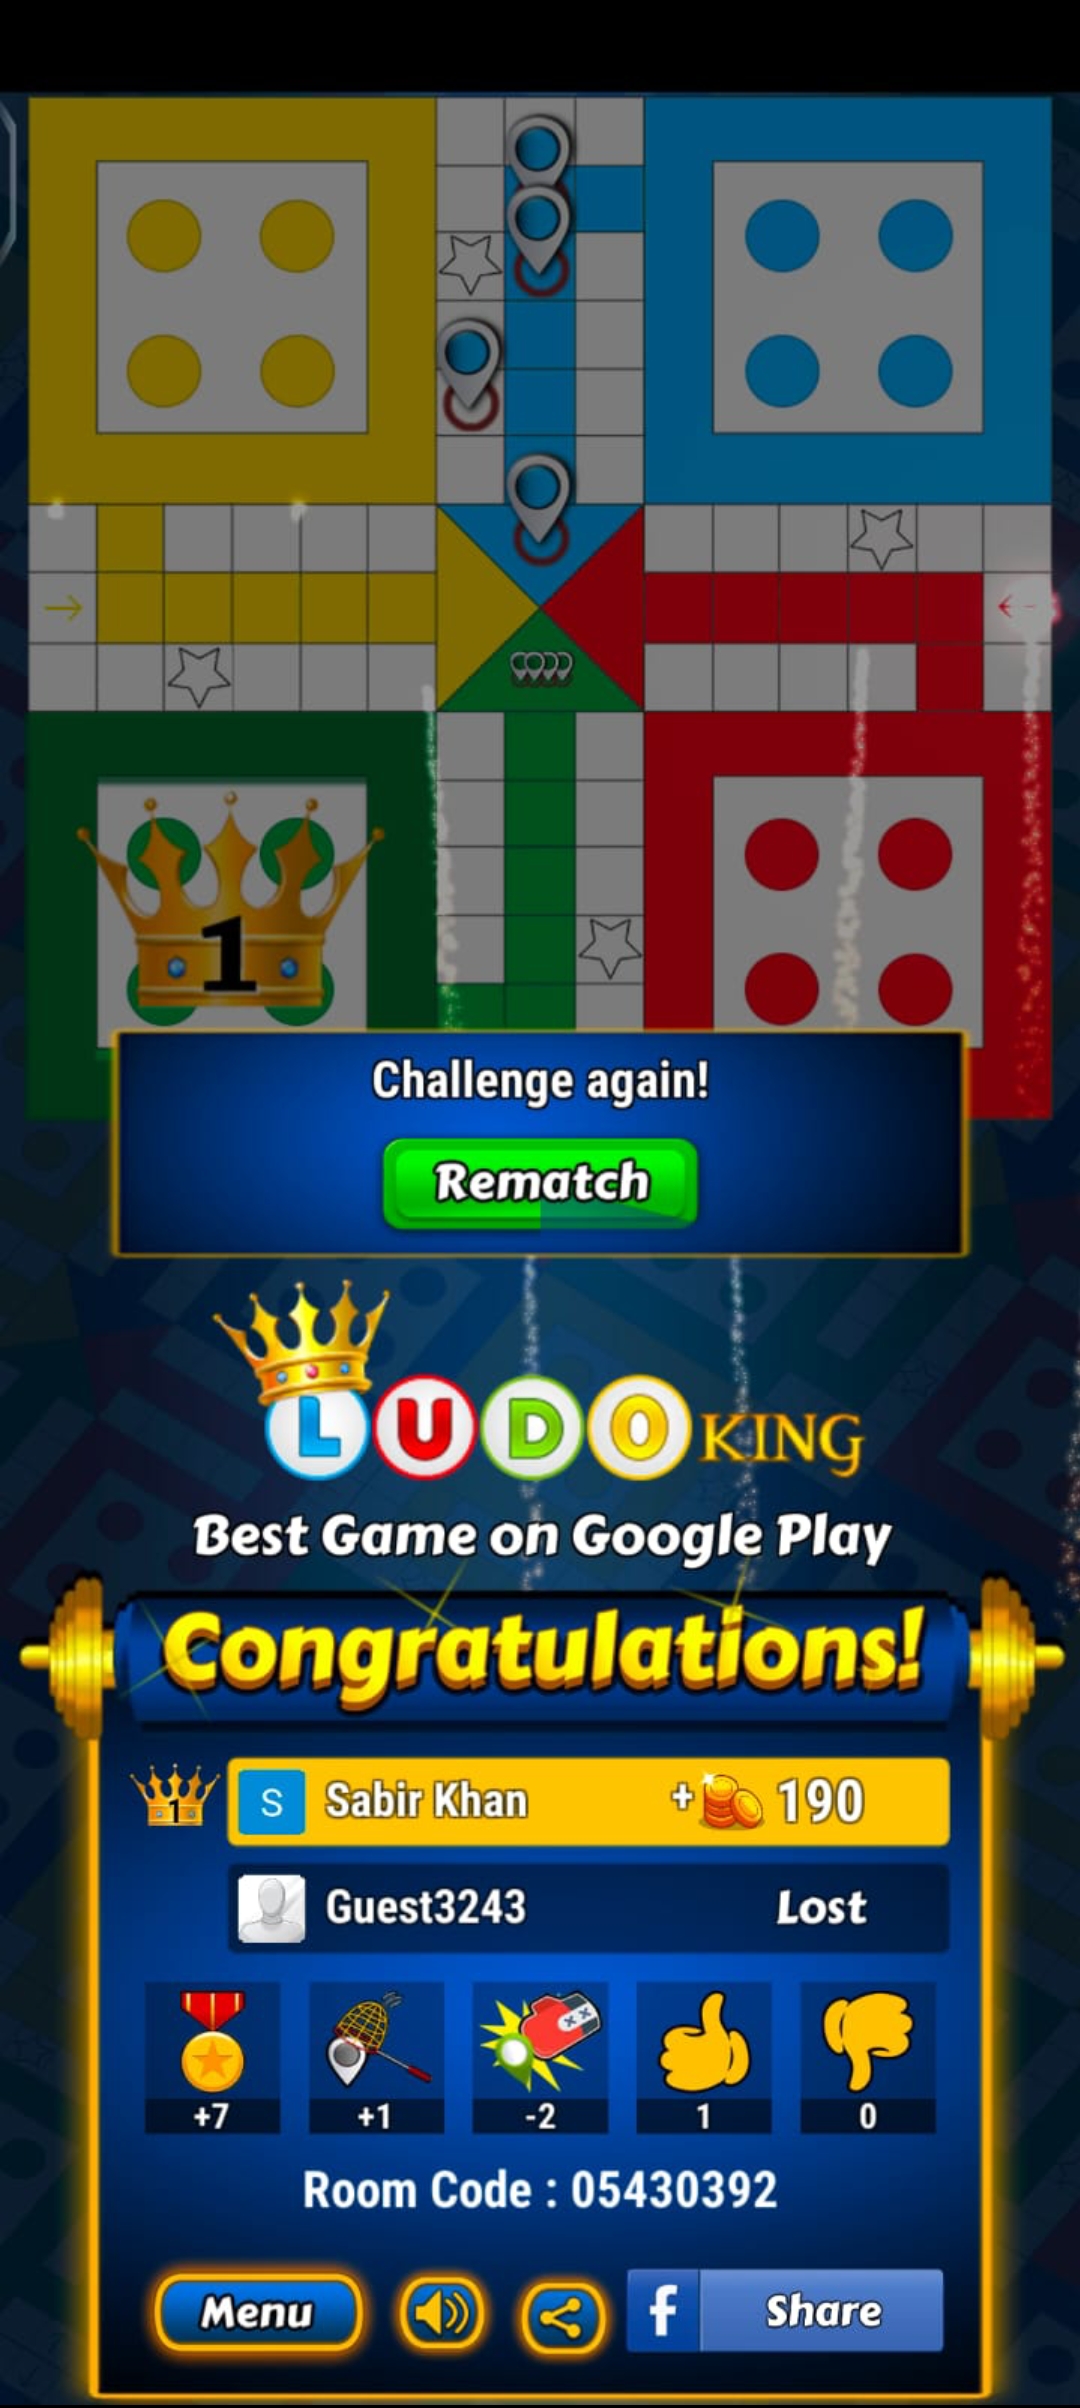 1
Challenge again!
Rematch
LUDO KING
Best Game on Google Play
Congratulations!
1 S Sabir Khan + 190
Guest3243 Lost
+7 +1 -2 1 0
Room Code : 05430392
Menu f Share